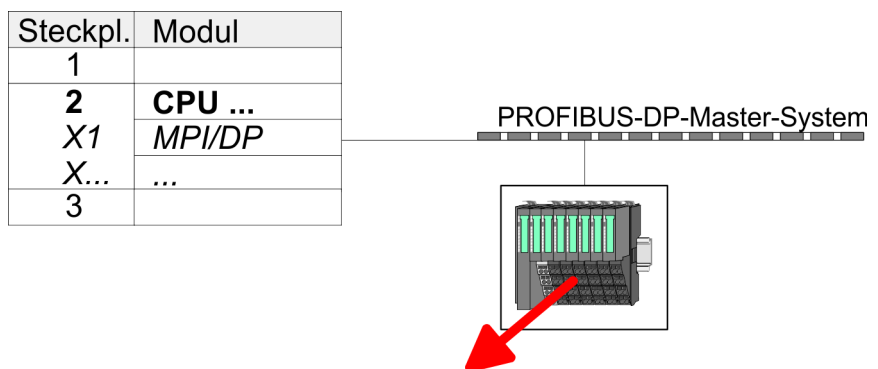 Steckpl. Modul
1
2 CPU ...
X1 MPI/DP
X... ...
3
PROFIBUS-DP-Master-System